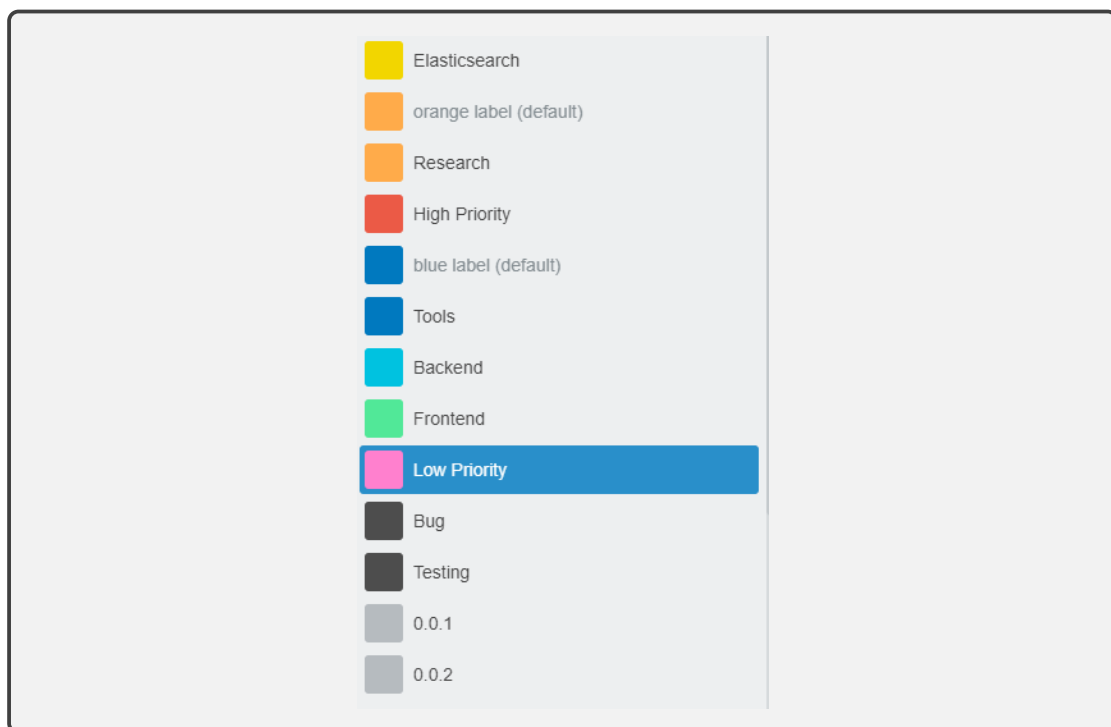 Elasticsearch
orange label (default)
Research
High Priority
blue label (default)
Tools
Backend
Frontend
Low Priority
Bug
Testing
0.0.1
0.0.2